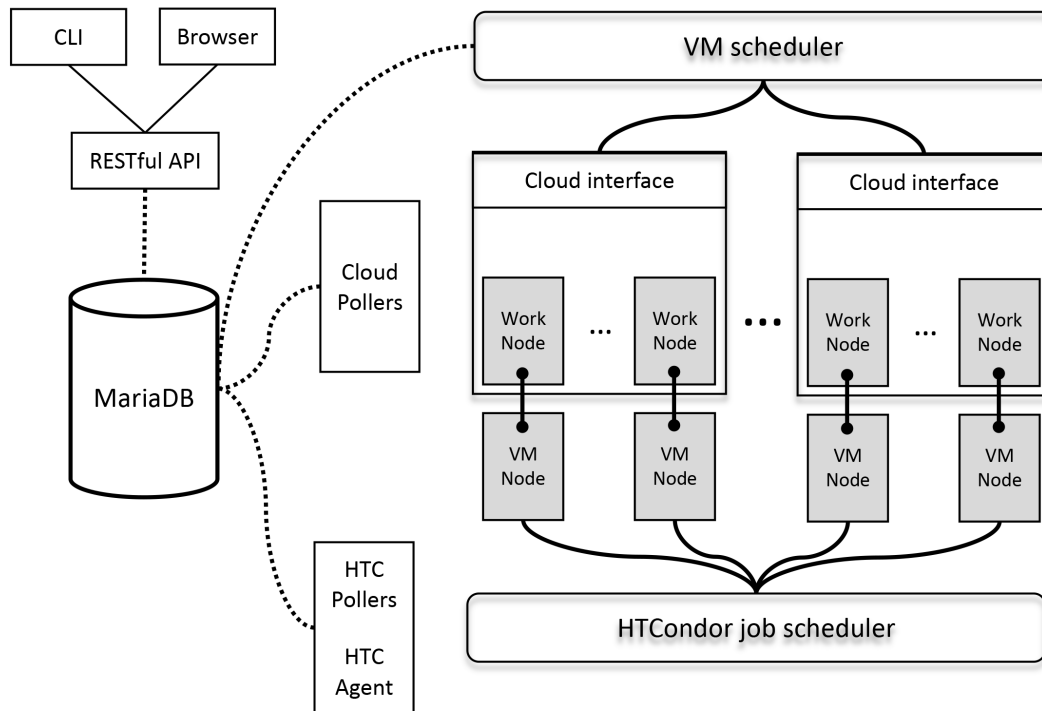 CLI
Browser
RESTful API
MariaDB
Cloud
Pollers
HTC
Pollers
HTC
Agent
VM scheduler
Cloud interface
Cloud interface
Work
Node
...
Work
Node
...
Work
Node
...
Work
Node
VM
Node
VM
Node
VM
Node
VM
Node
HTCondor job scheduler